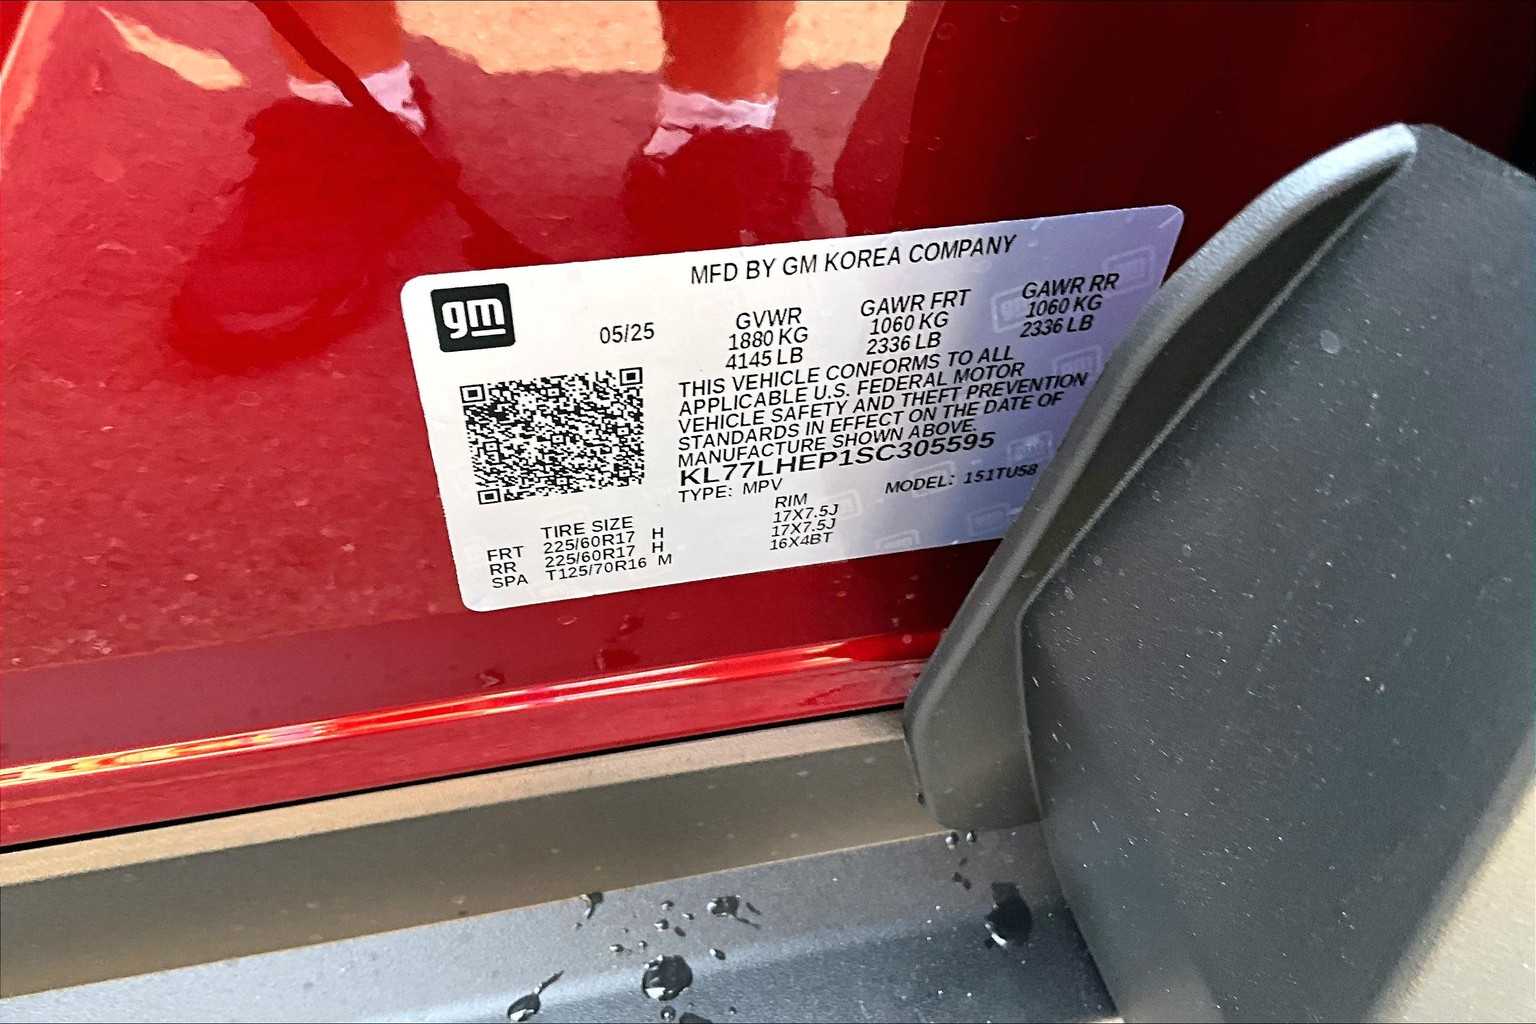 MFD BY GM KOREA COMPANY
gm
05/25
GVWR GAWR FRT GAWR RR
1880 KG 1060 KG 1060 KG
4145 LB 2336 LB 2336 LB
THIS VEHICLE CONFORMS TO ALL
APPLICABLE U.S. FEDERAL MOTOR
VEHICLE SAFETY AND THEFT PREVENTION
STANDARDS IN EFFECT ON THE DATE OF
MANUFACTURE SHOWN ABOVE.
KL77LHEP1SC305595
TYPE: MPV MODEL: 151TU58
TIRE SIZE RIM
FRT 225/60R17 H 17X7.5J
RR 225/60R17 H 17X7.5J
SPA T125/70R16 M 16X4BT